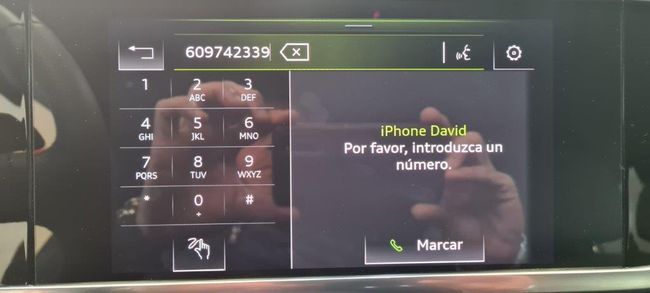 609742339
1
2
3
ABC
DEF
4
5
6
GHI
JKL
MNO
7
8
9
PQRS
TUV
WXYZ
*
0
#
+
iPhone David
Por favor, introduzca un
número.
Marcar